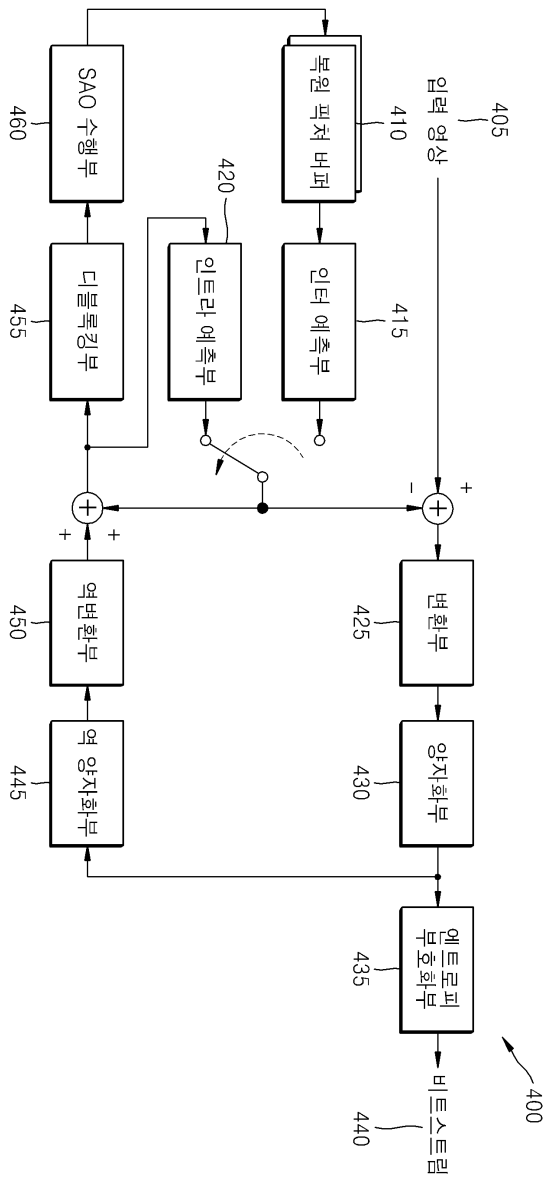 400
405
입력 영상
+
−
변환부
425
양자화부
430
엔트로피
부호화부
435
비트스트림
440
복원 픽쳐 버퍼
410
인터 예측부
415
420
인트라 예측부
SAO 수행부
460
디블록킹부
455
+
+
역변환부
450
역 양자화부
445